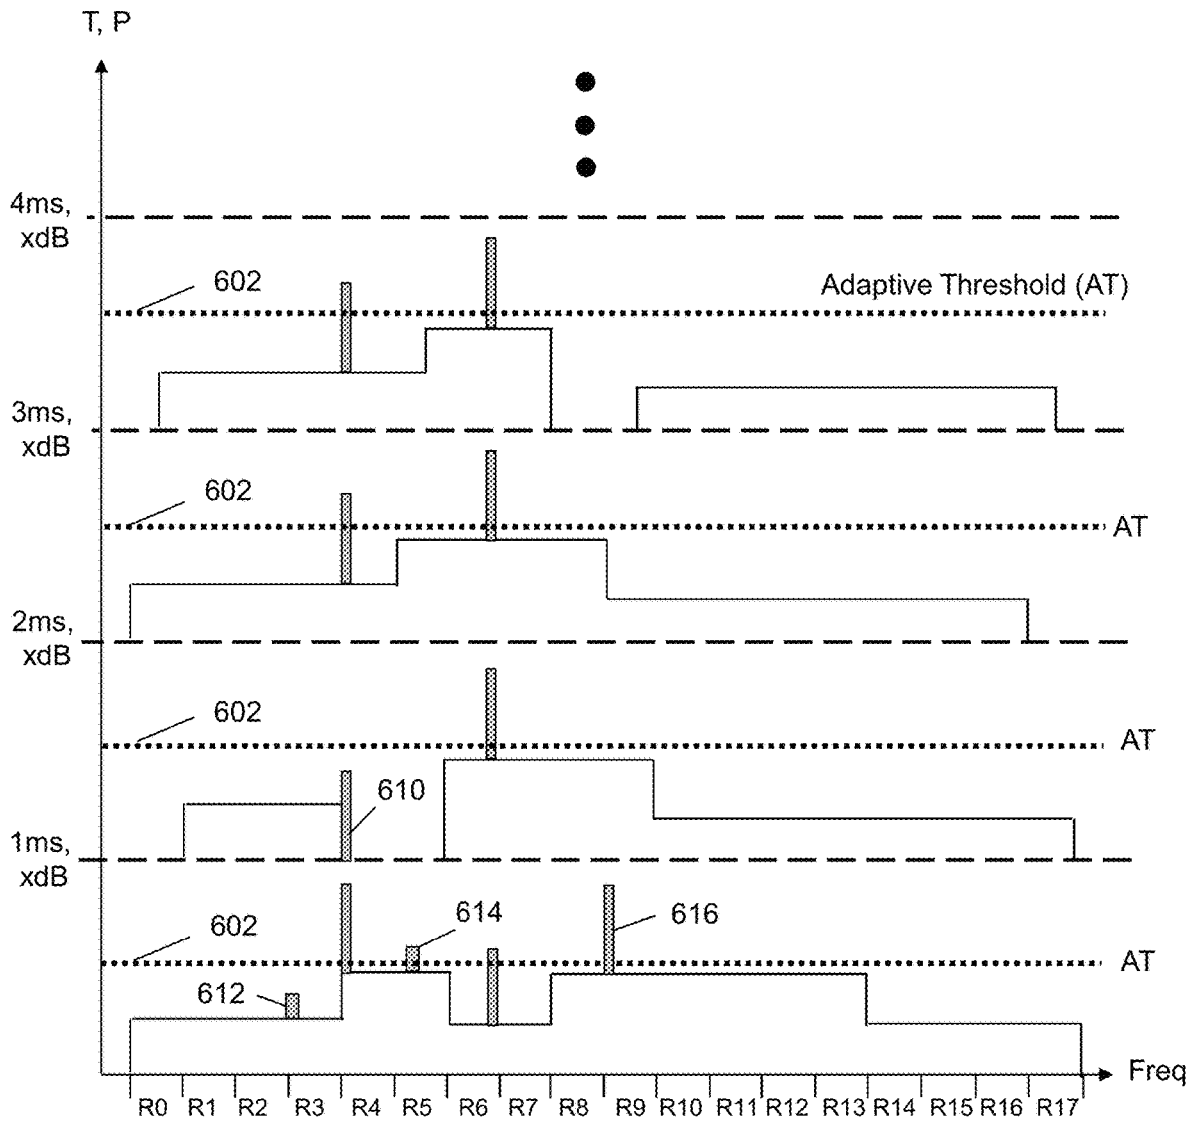 T, P
4ms,
xdB
602
Adaptive Threshold (AT)
3ms,
xdB
602
AT
2ms,
xdB
602
AT
610
1ms,
xdB
614
616
602
AT
612
Freq
R0 R1 R2 R3 R4 R5 R6 R7 R8 R9 R10 R11 R12 R13 R14 R15 R16 R17